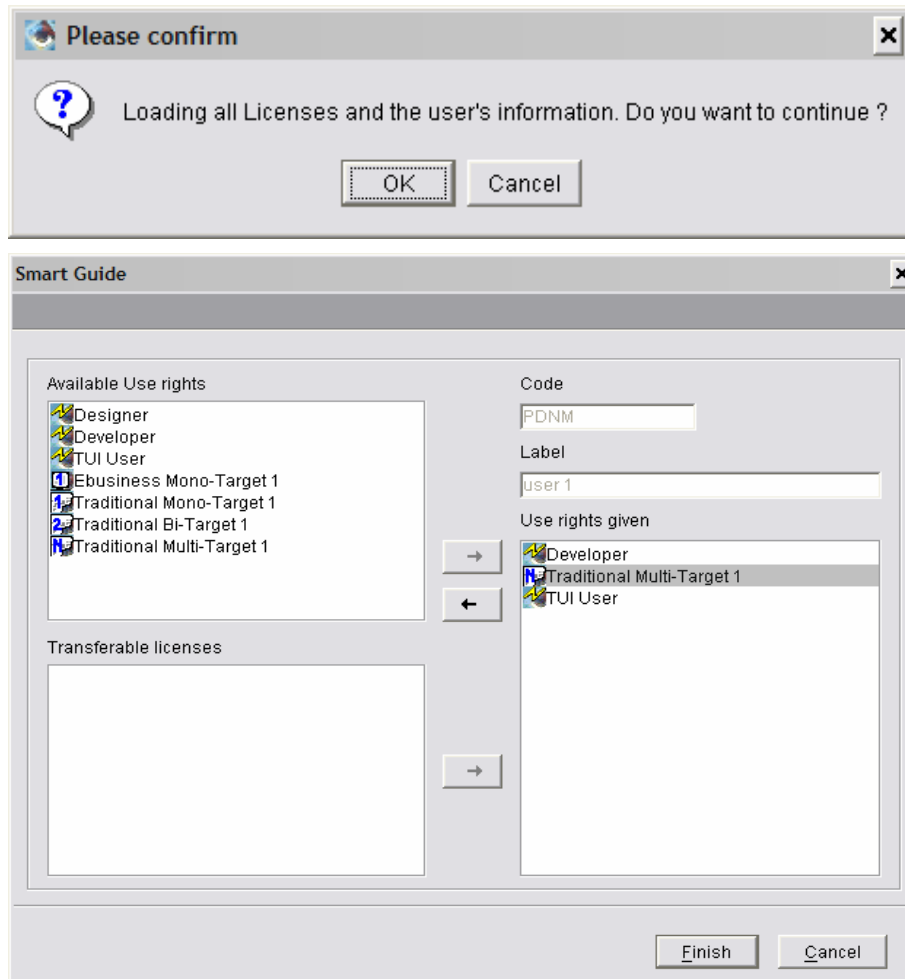 Please confirm
Loading all Licenses and the user's information. Do you want to continue ?
OK
Cancel
Smart Guide
Available Use rights
Designer
Developer
TUI User
Ebusiness Mono-Target 1
Traditional Mono-Target 1
Traditional Bi-Target 1
Traditional Multi-Target 1
Transferable licenses
Code
PDNM
Label
user 1
Use rights given
Developer
Traditional Multi-Target 1
TUI User
Finish
Cancel